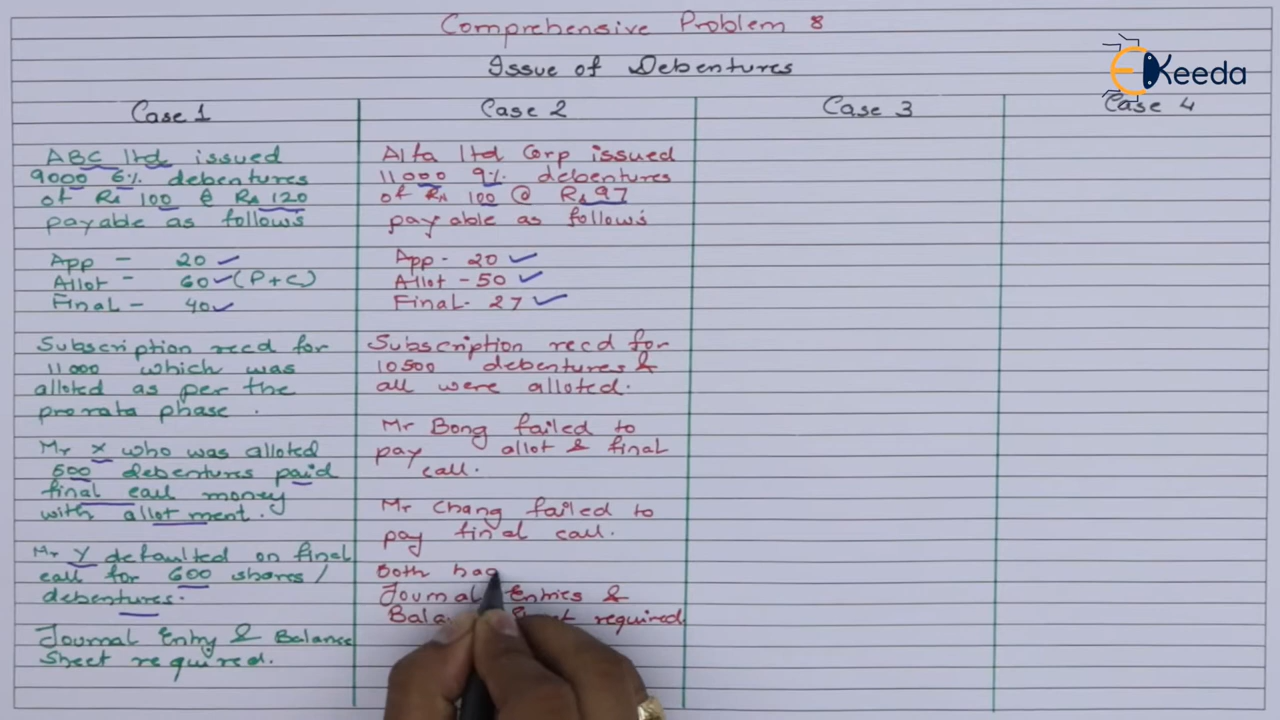 Comprehensive Problem 8
Issue of Debentures
Keeda
Case 1
ABC ltd issued
9000 6% debentures
of Rs 100 @ Rs 120
payable as follows
App - 20
Allot - 60 (P+C)
Final - 40
Subscription recd for
11000 which was
alloted as per the
prorata phase.
Mr X who was alloted
500 debentures paid
final call money
with allotment.
Mr Y defaulted on final
call for 600 shares/
debentures.
Journal Entry & Balance
Sheet required.
Case 2
Alfa ltd Corp issued
11000 9% debentures
of Rs 100 @ Rs 97
payable as follows
App - 20
Allot - 50
Final - 27
Subscription recd for
10500 debentures &
all were alloted.
Mr Bong failed to
pay allot & final
call.
Mr Chang failed to
pay final call.
Both
Journal Entries &
required
Case 3
Case 4